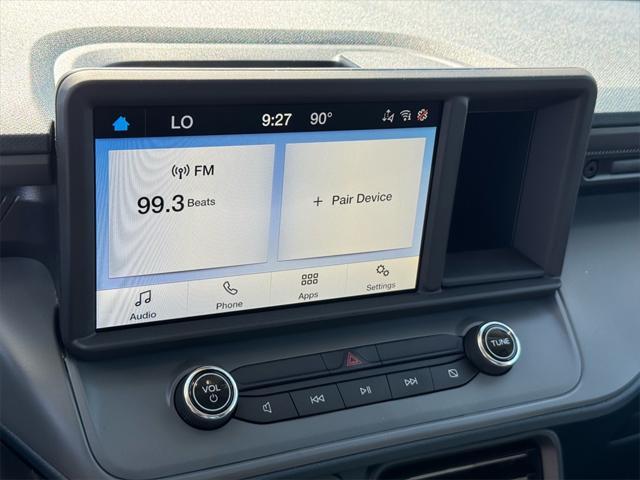 LO 9:27 90°
FM
99.3 Beats
+ Pair Device
Audio Phone Apps Settings
VOL
TUNE